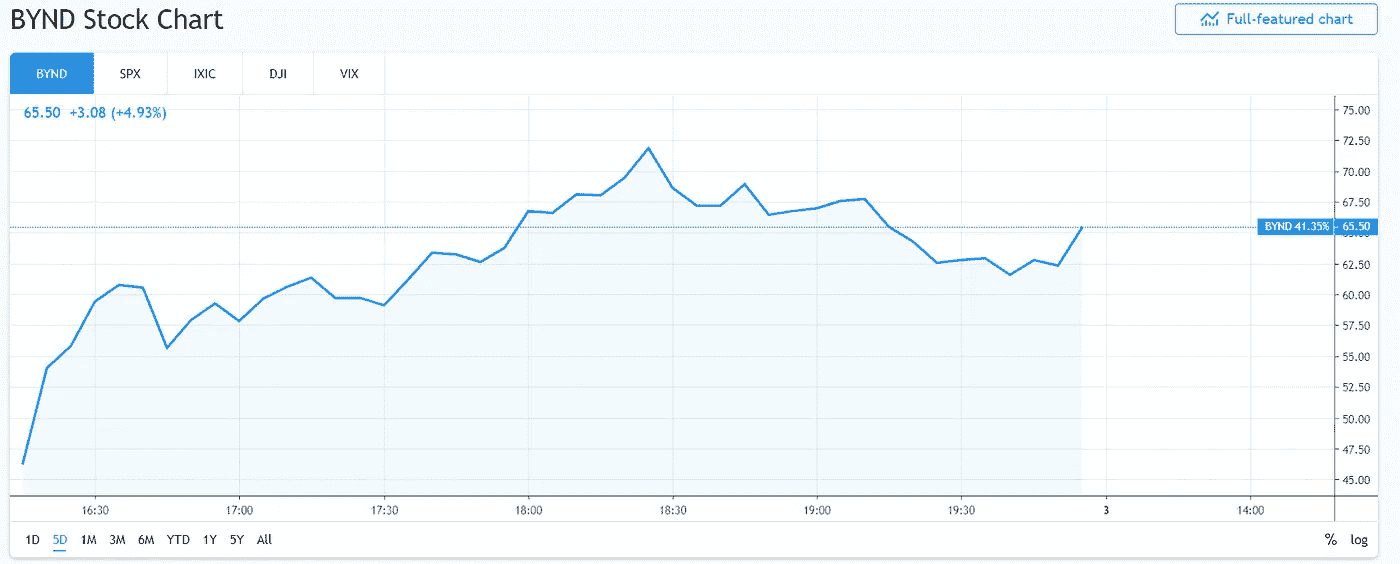 BYND Stock Chart
Full-featured chart
BYND SPX IXIC DJI VIX
65.50 +3.08 (+4.93%)
75.00
72.50
70.00
67.50
BYND 41.35% 65.50
62.50
60.00
57.50
55.00
52.50
50.00
47.50
45.00
16:30 17:00 17:30 18:00 18:30 19:00 19:30 3 14:00
1D 5D 1M 3M 6M YTD 1Y 5Y All % log